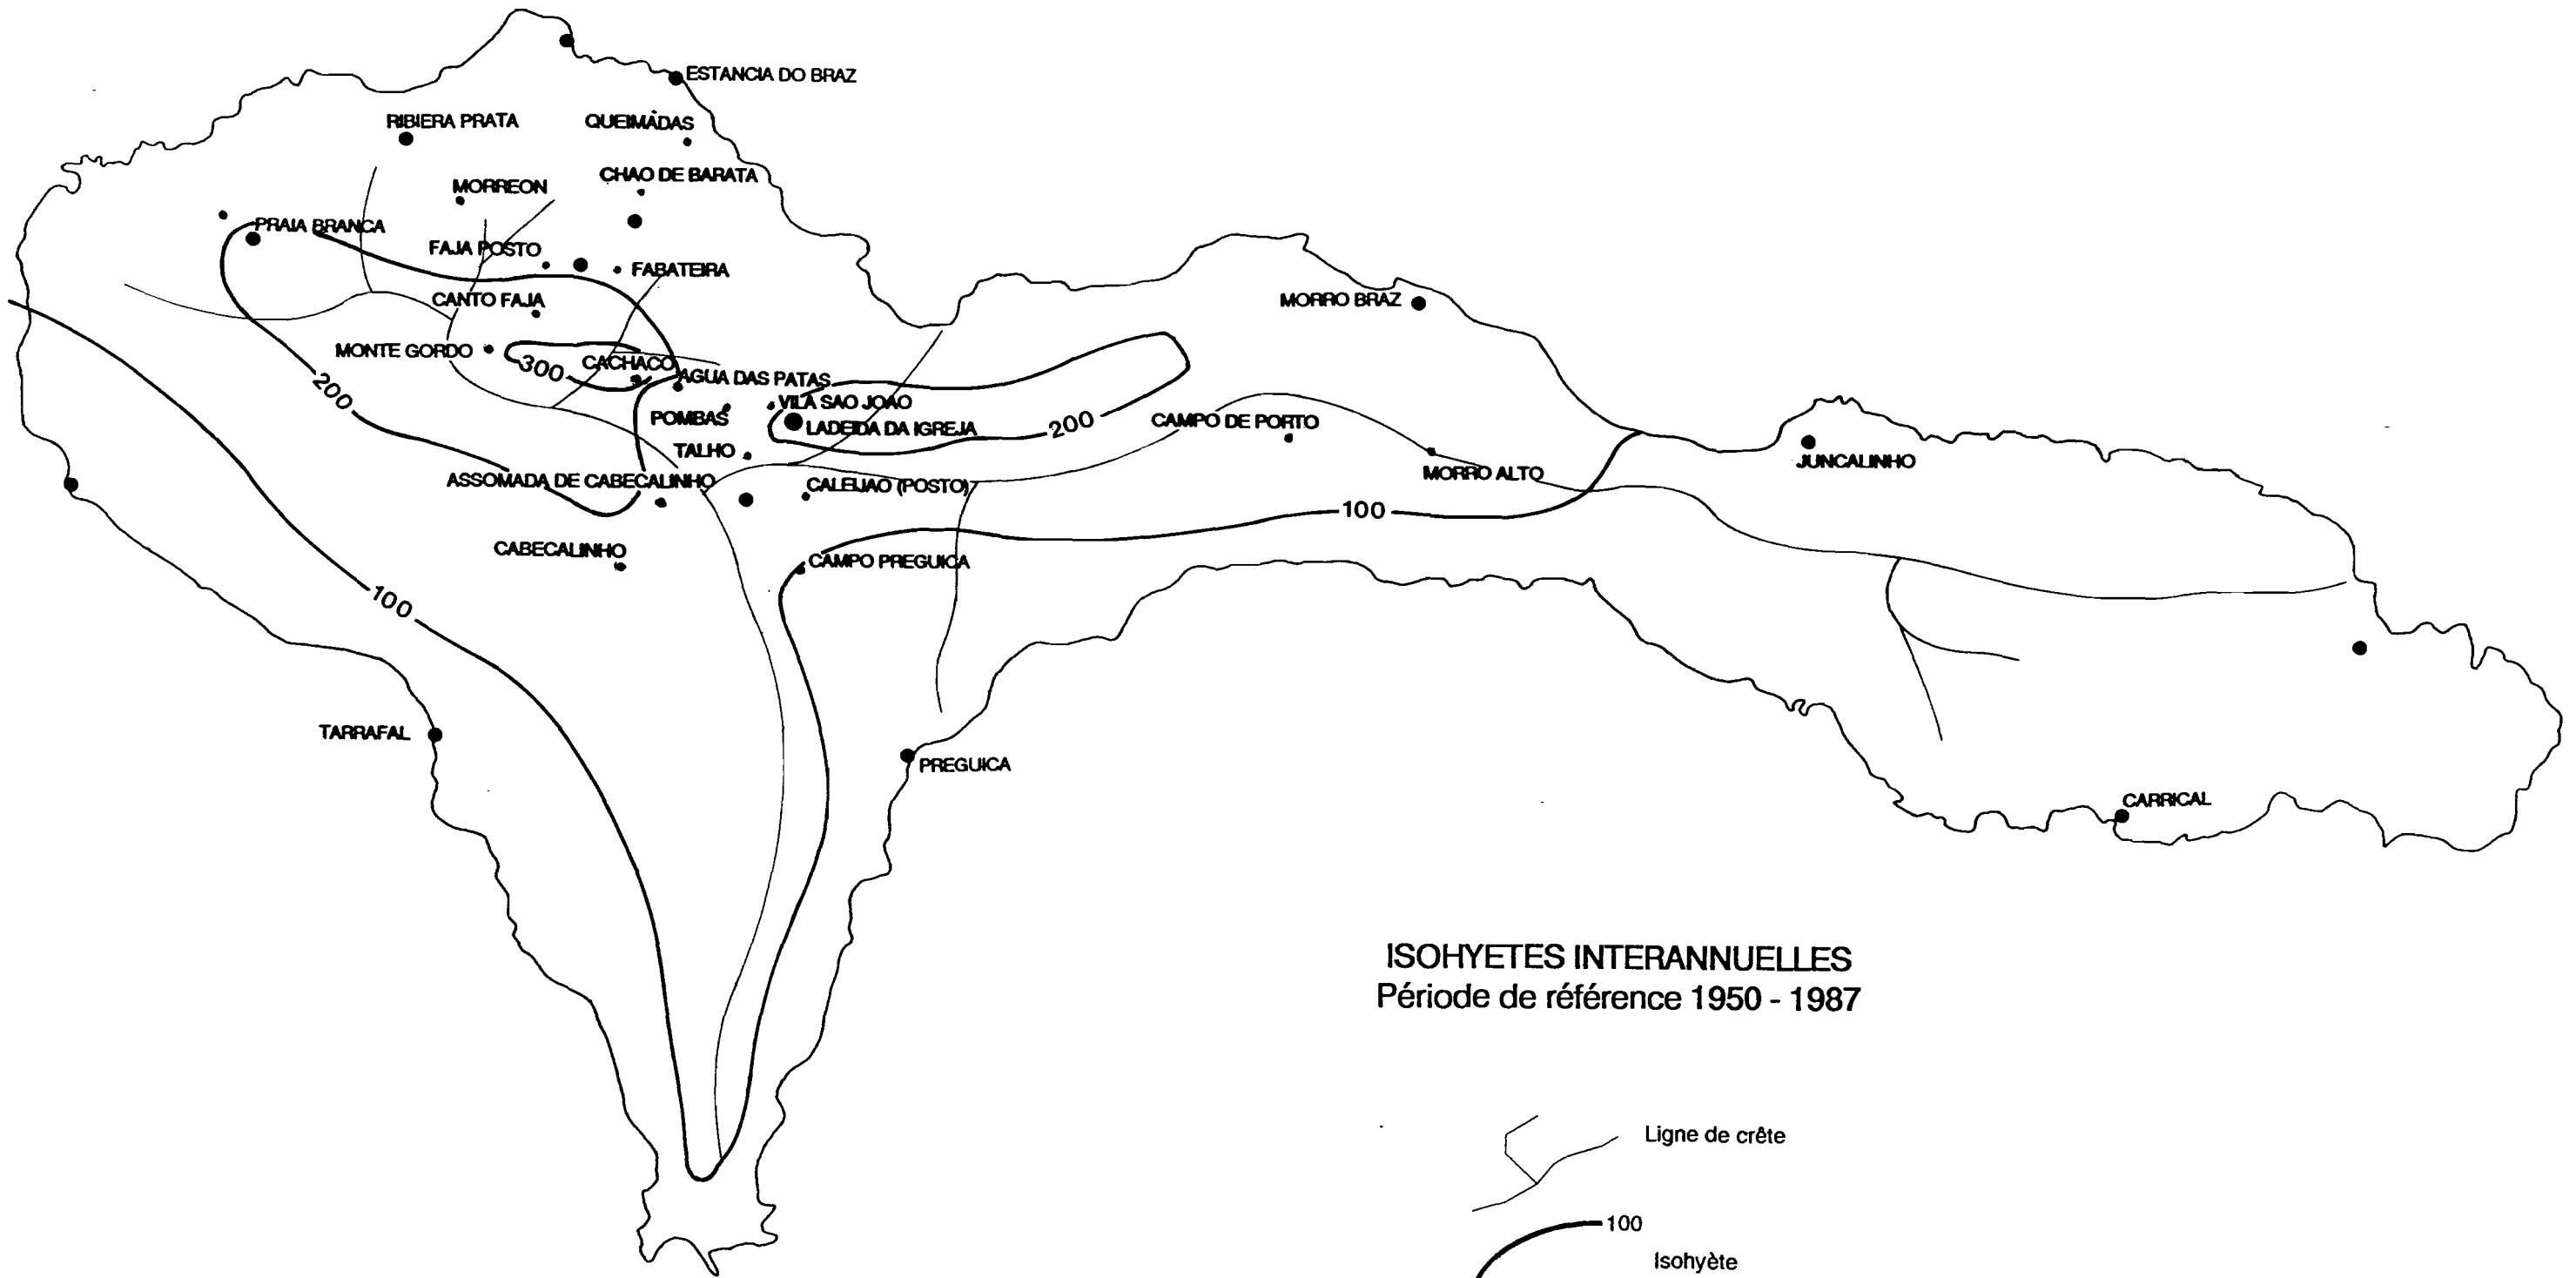 ESTANCIA DO BRAZ
RIBIERA PRATA
QUEIMÂDAS
CHAO DE BARATA
MORREON
PRAIA BRANCA
FAJA POSTO
FABATEIRA
CANTO FAJA
MORRO BRAZ
MONTE GORDO
300
CACHACO
AGUA DAS PATAS
200
VILA SAO JOAO
POMBAS
LADEIDA DA IGREJA
200
CAMPO DE PORTO
TALHO
JUNCALINHO
MORRO ALTO
ASSOMADA DE CABECALINHO
CALEIJAO (POSTO)
100
CABECALINHO
CAMPO PREGUICA
100
TARRAFAL
PREGUICA
CARRICAL
ISOHYETES INTERANNUELLES
Période de référence 1950 - 1987
Ligne de crête
100
Isohyète